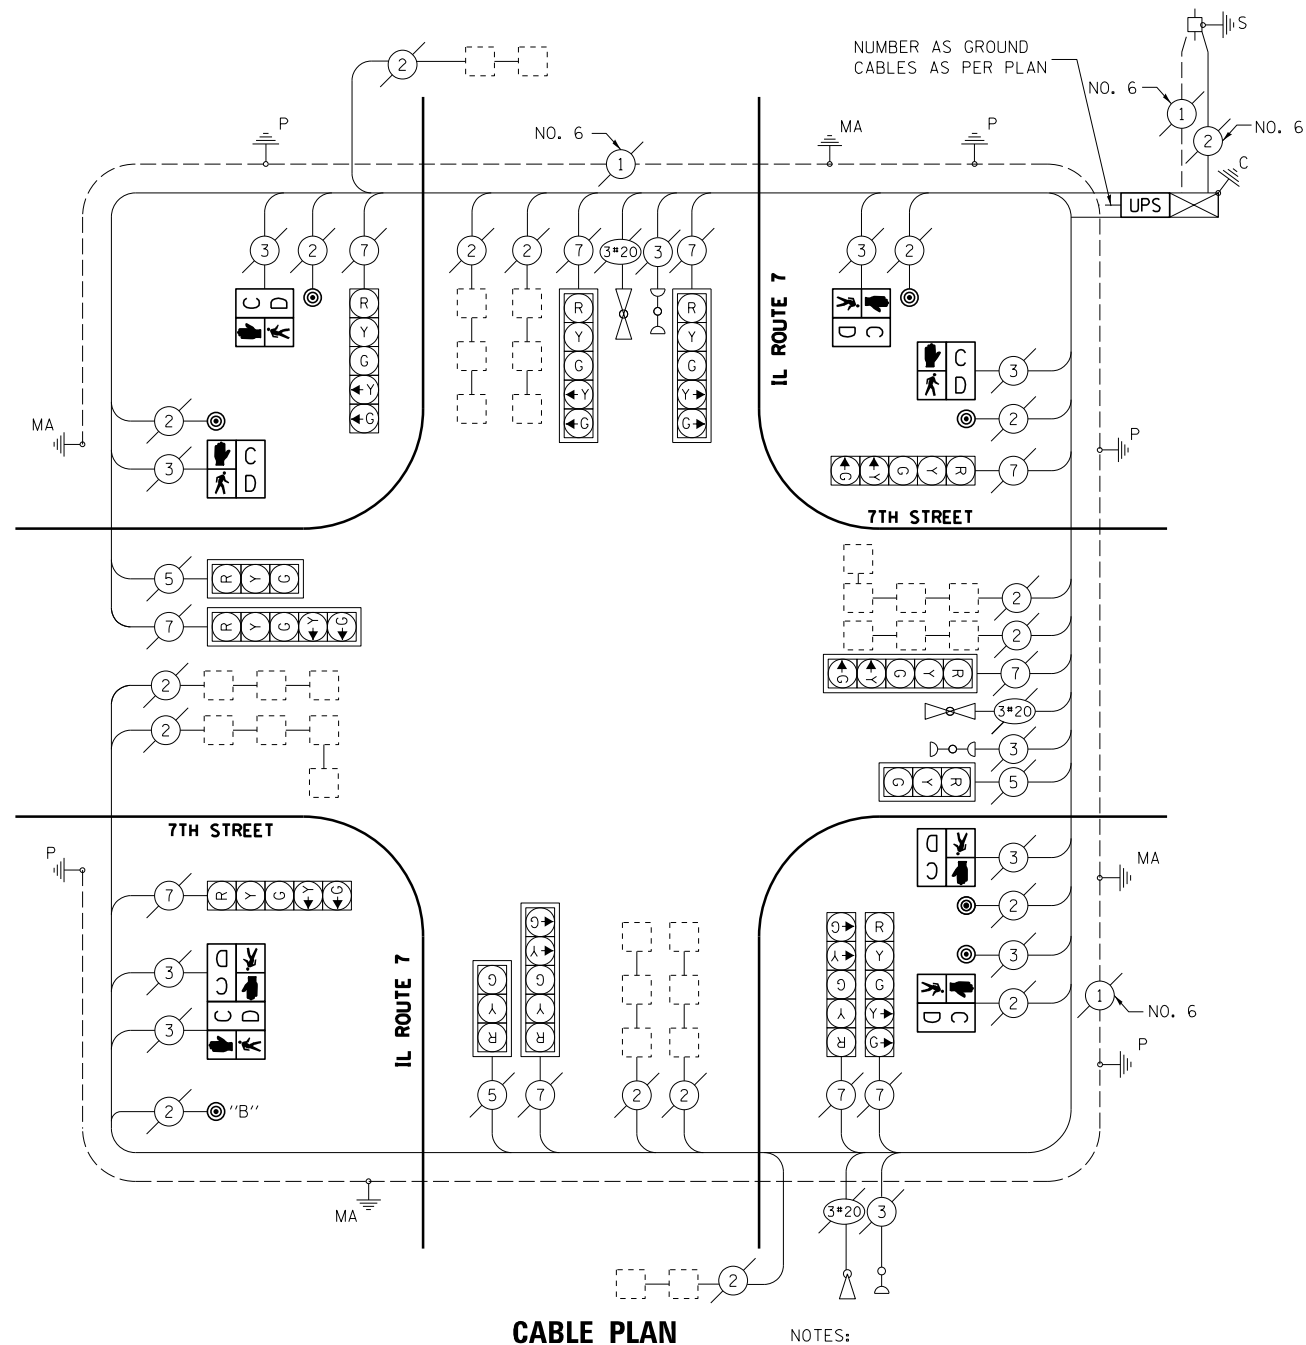 S
2
NUMBER AS GROUND
CABLES AS PER PLAN
NO. 6
1
P
NO. 6
1
MA
P
2
NO. 6
C
UPS
3
2
7
2
2
7
3#20
3
7
3
2
C D
R
Y
G
Y
G
R
Y
G
Y
G
R
Y
G
Y
G
IL ROUTE 7
D C
C
D
3
2
MA
2
3
C
D
P
G Y G Y R
7
7TH STREET
5
R Y G
7
R Y G Y G
2
2
2
2
G Y G Y R
7
3#20
3
G Y R
5
7TH STREET
P
7
R Y G Y G
D
C
3
MA
2
3
2
D C
3
D
C
3
C D
2
"B"
IL ROUTE 7
G
Y
R
5
G
Y
G
Y
R
7
2
2
G
Y
G
Y
R
7
R
Y
G
Y
G
7
1
NO. 6
P
MA
3#20
3
2
CABLE PLAN
NOTES: